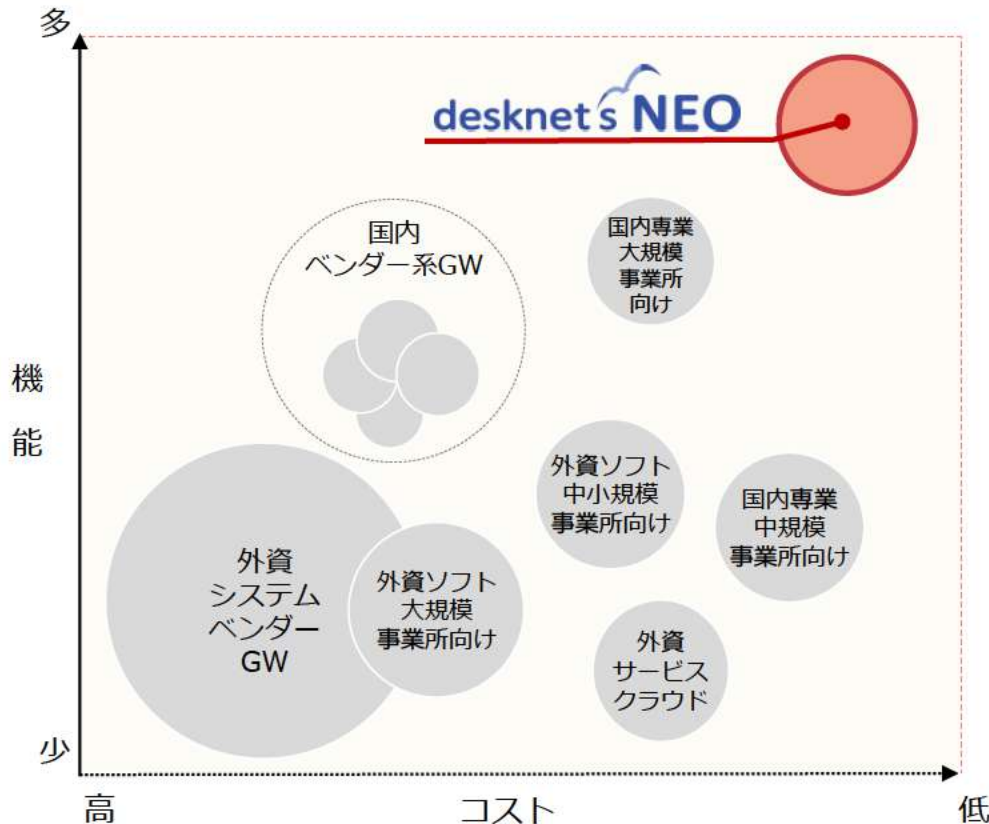 多
desknet's NEO
国内
ベンダー系GW
国内専業
大規模
事業所
向け
機
能
外資ソフト
中小規模
事業所向け
国内専業
中規模
事業所向け
外資
システム
ベンダー
GW
外資ソフト
大規模
事業所向け
外資
サービス
クラウド
少
高
コスト
低